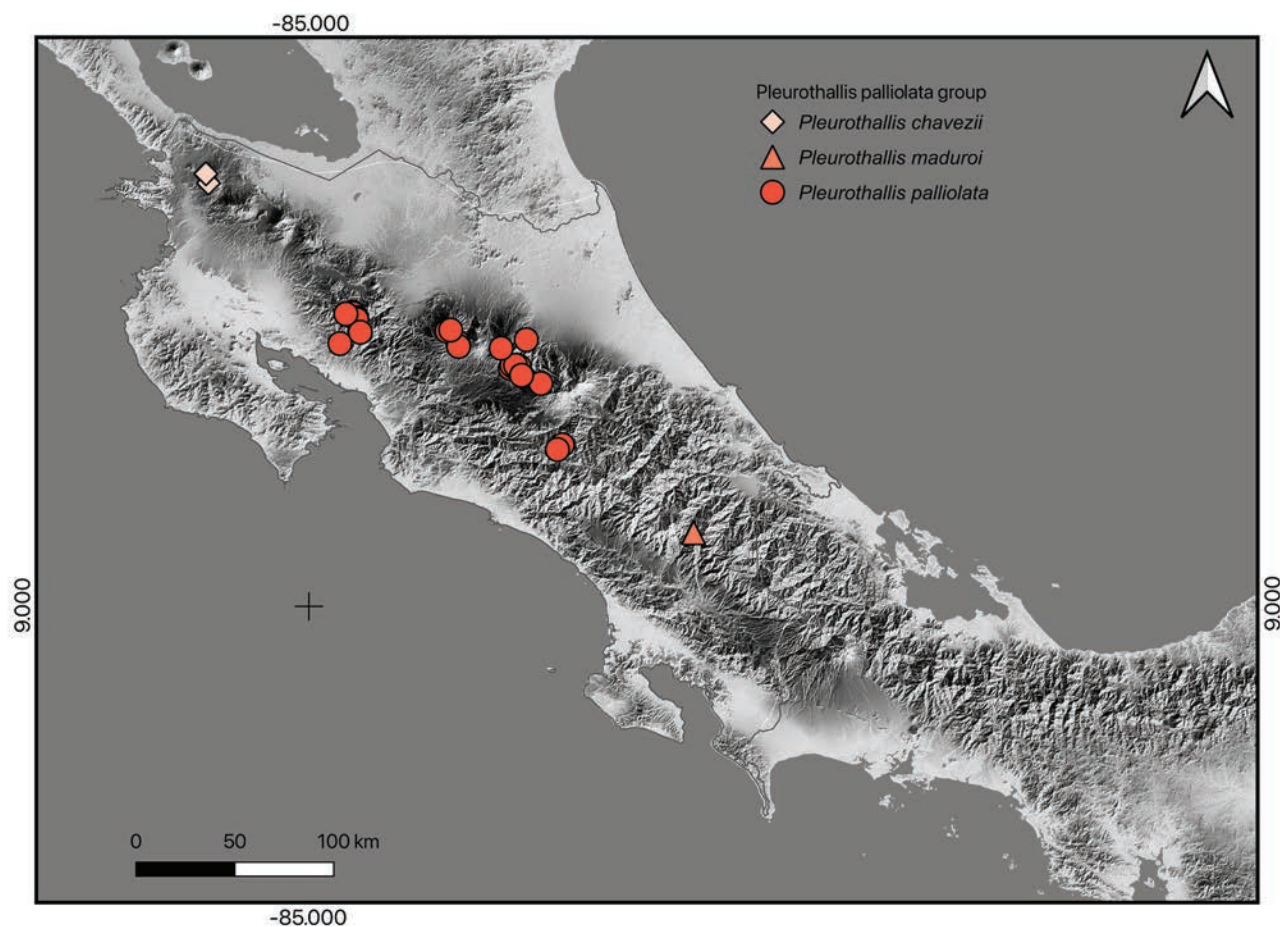 -85.000
Pleurothallis palliolata group
Pleurothallis chavezii
Pleurothallis maduroi
Pleurothallis palliolata
9.000
9.000
0 50 100 km
-85.000